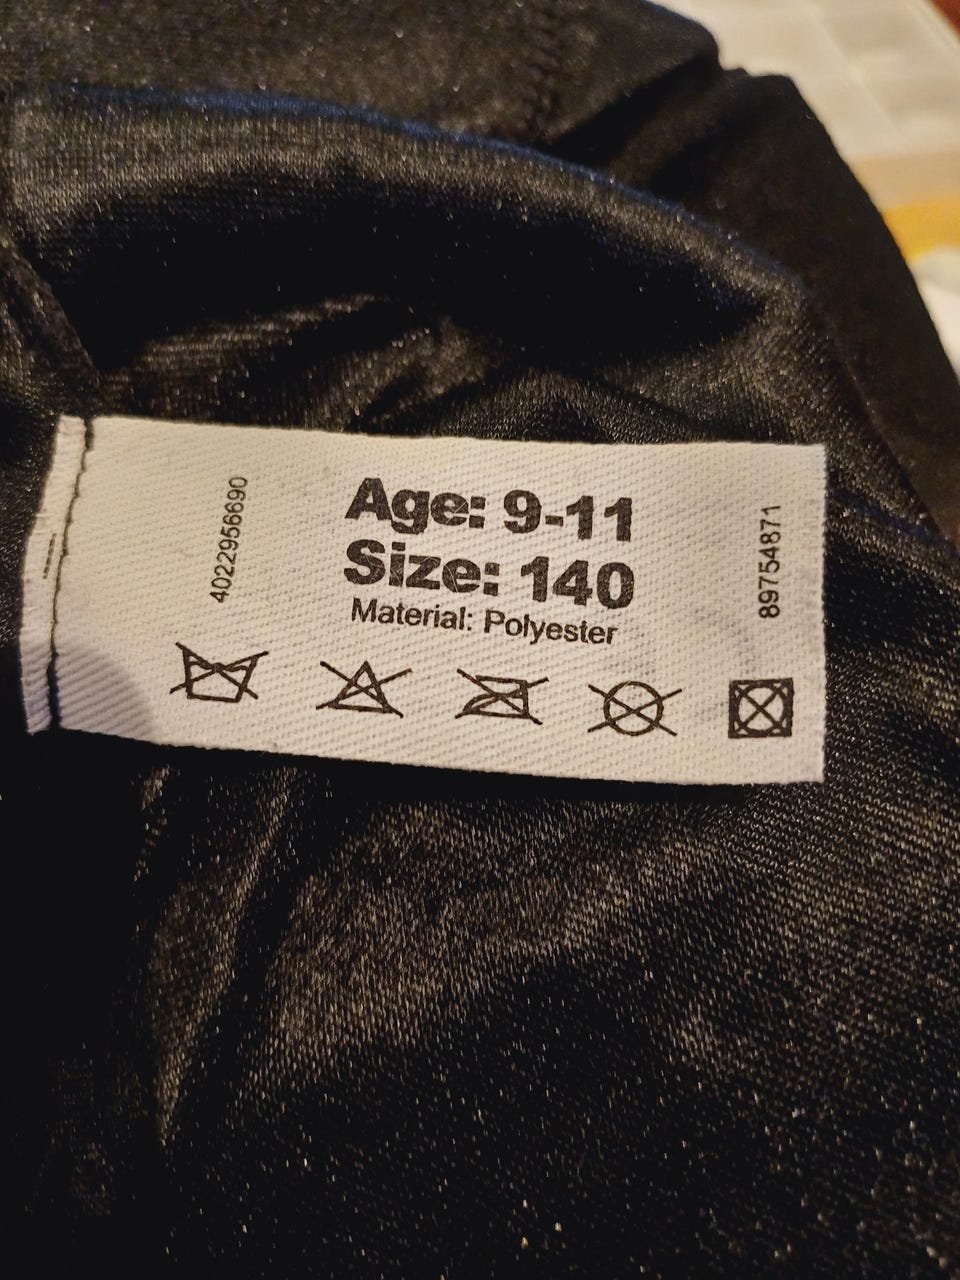 4022956690
Age: 9-11
Size: 140
Material: Polyester
89754871